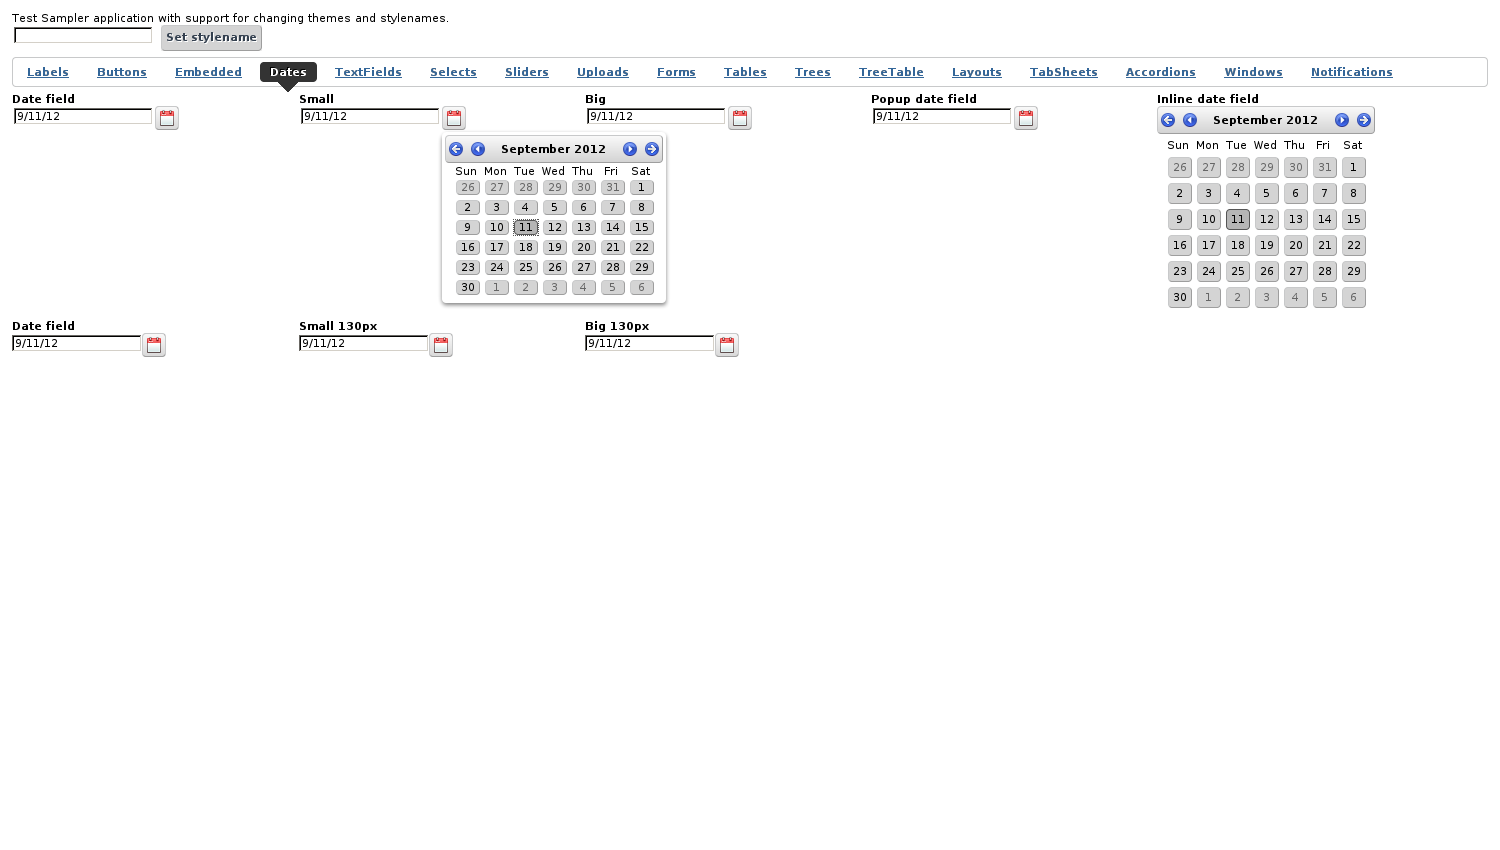 Test Sampler application with support for changing themes and stylenames.
Set stylename
Labels Buttons Embedded Dates TextFields Selects Sliders Uploads Forms Tables Trees TreeTable Layouts TabSheets Accordions Windows Notifications
Date field Small Big Popup date field Inline date field
9/11/12 9/11/12 9/11/12 9/11/12
September 2012
Sun Mon Tue Wed Thu Fri Sat
26 27 28 29 30 31 1
2 3 4 5 6 7 8
9 10 11 12 13 14 15
16 17 18 19 20 21 22
23 24 25 26 27 28 29
30 1 2 3 4 5 6
September 2012
Sun Mon Tue Wed Thu Fri Sat
26 27 28 29 30 31 1
2 3 4 5 6 7 8
9 10 11 12 13 14 15
16 17 18 19 20 21 22
23 24 25 26 27 28 29
30 1 2 3 4 5 6
Date field Small 130px Big 130px
9/11/12 9/11/12 9/11/12